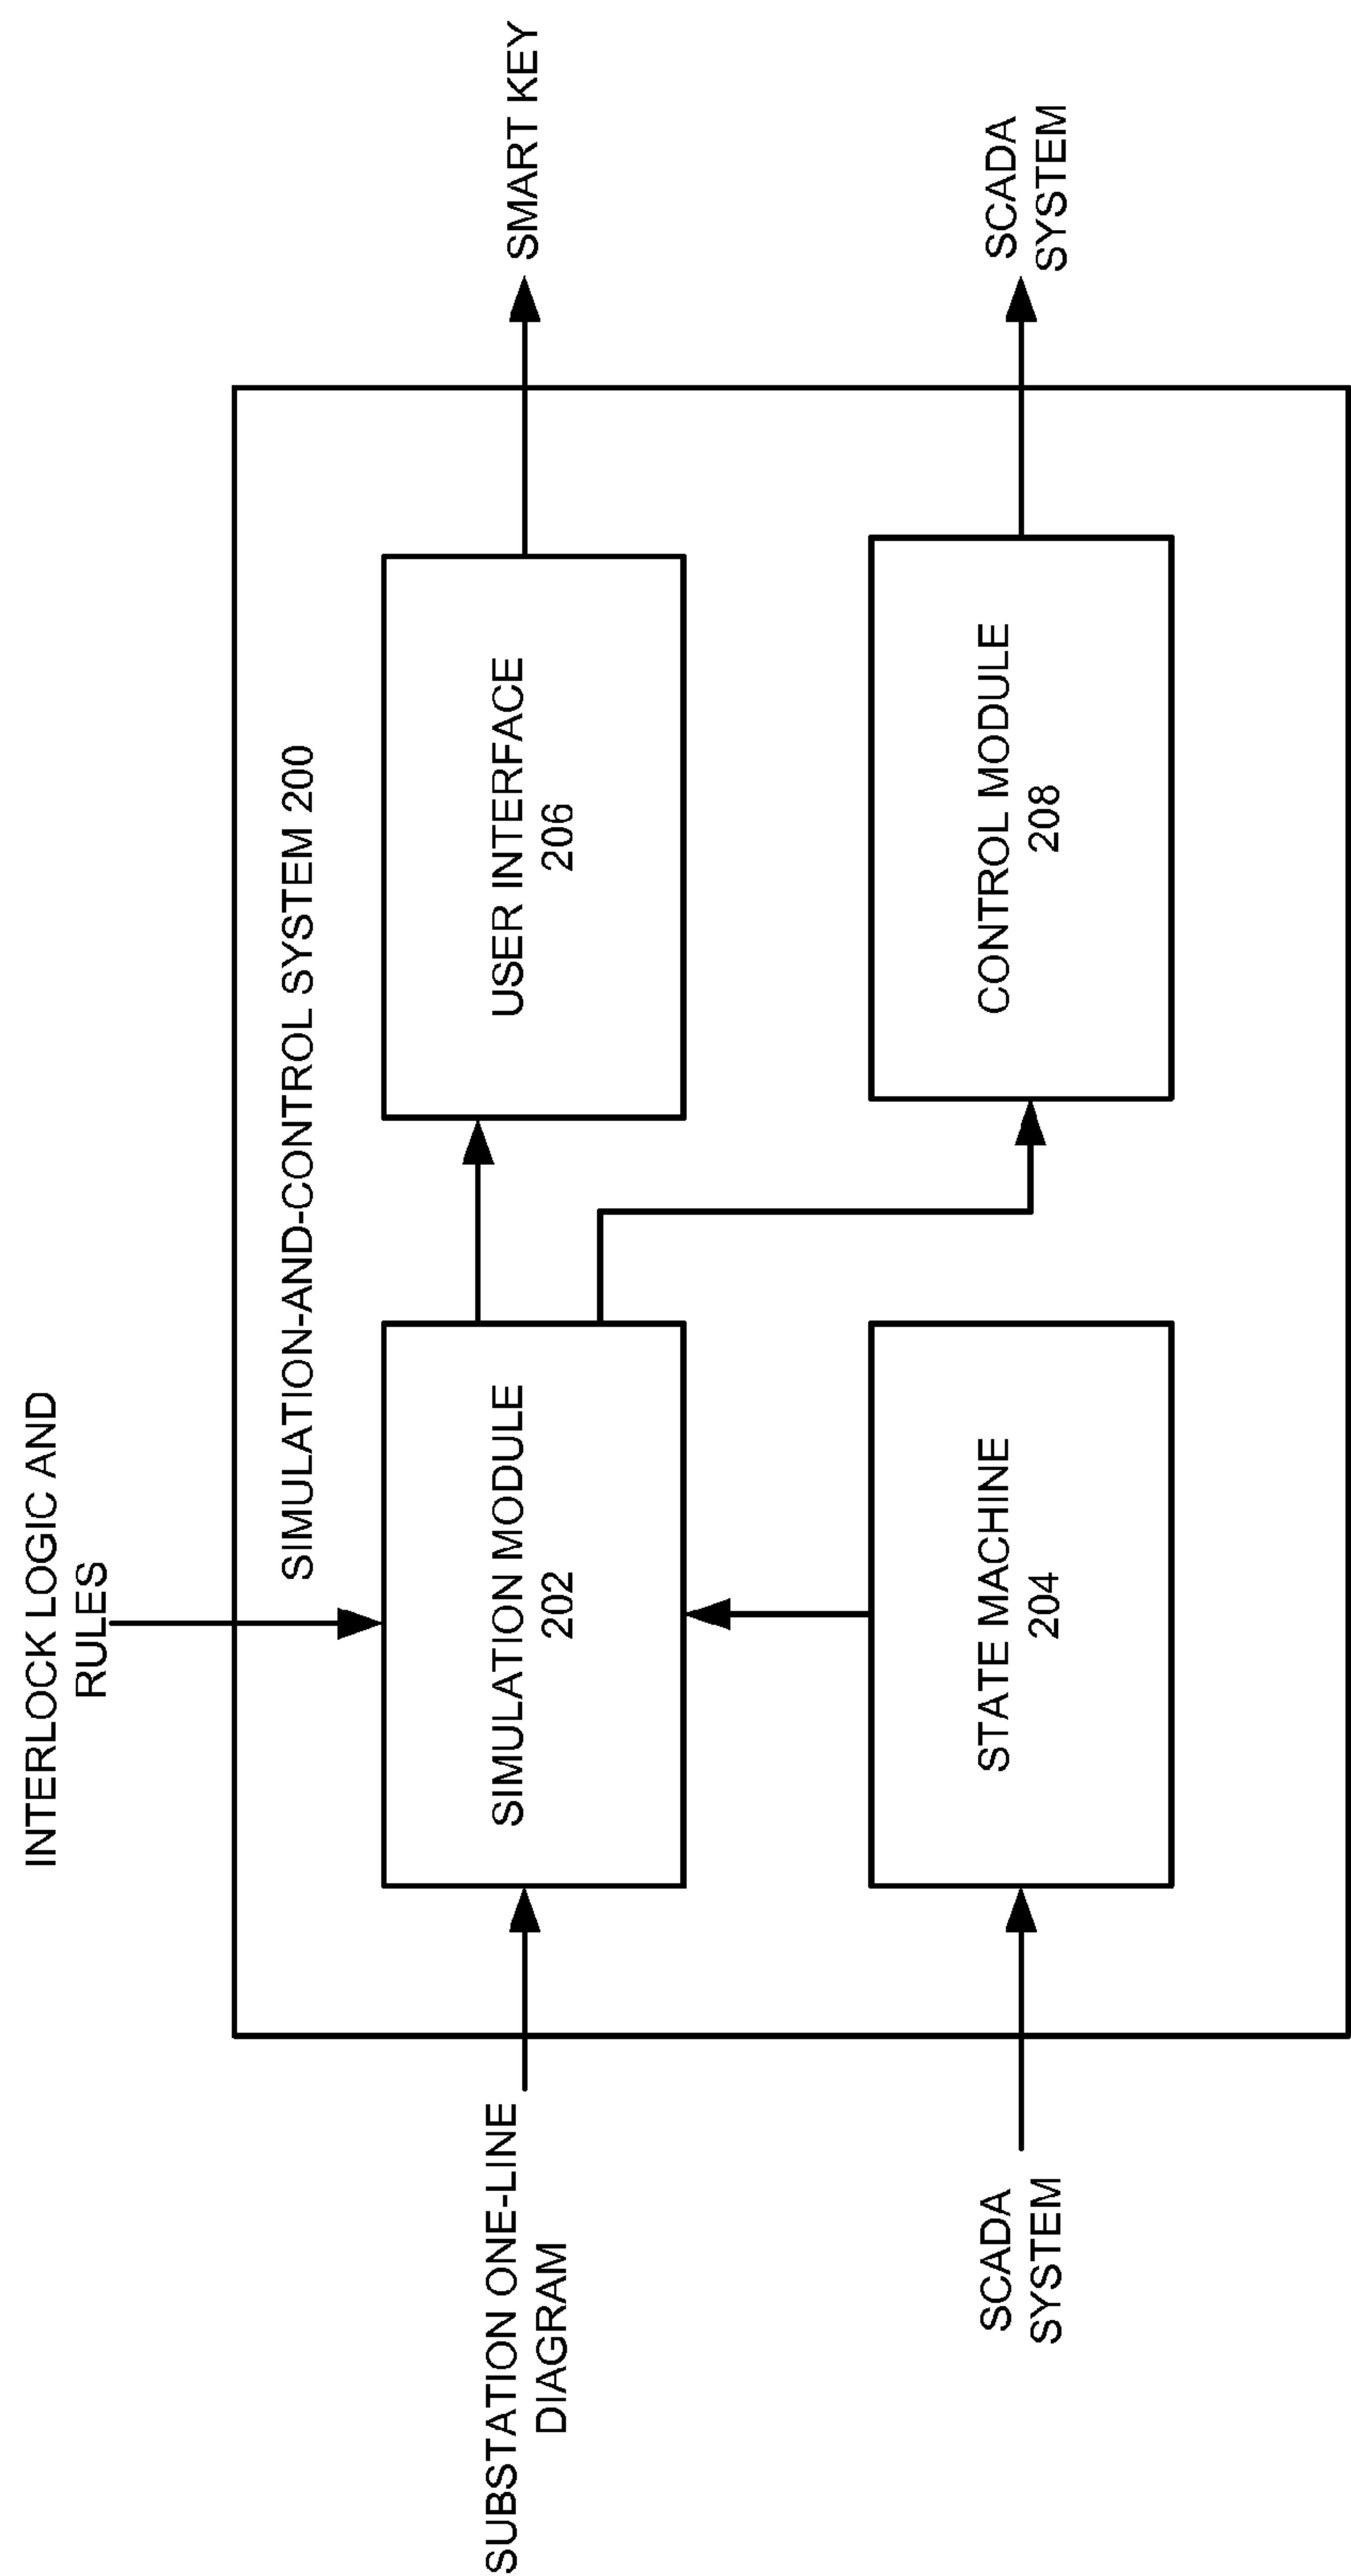 INTERLOCK LOGIC AND
RULES
SIMULATION-AND-CONTROL SYSTEM 200
SUBSTATION ONE-LINE
DIAGRAM
SIMULATION MODULE
202
USER INTERFACE
206
SMART KEY
SCADA
SYSTEM
STATE MACHINE
204
CONTROL MODULE
208
SCADA
SYSTEM